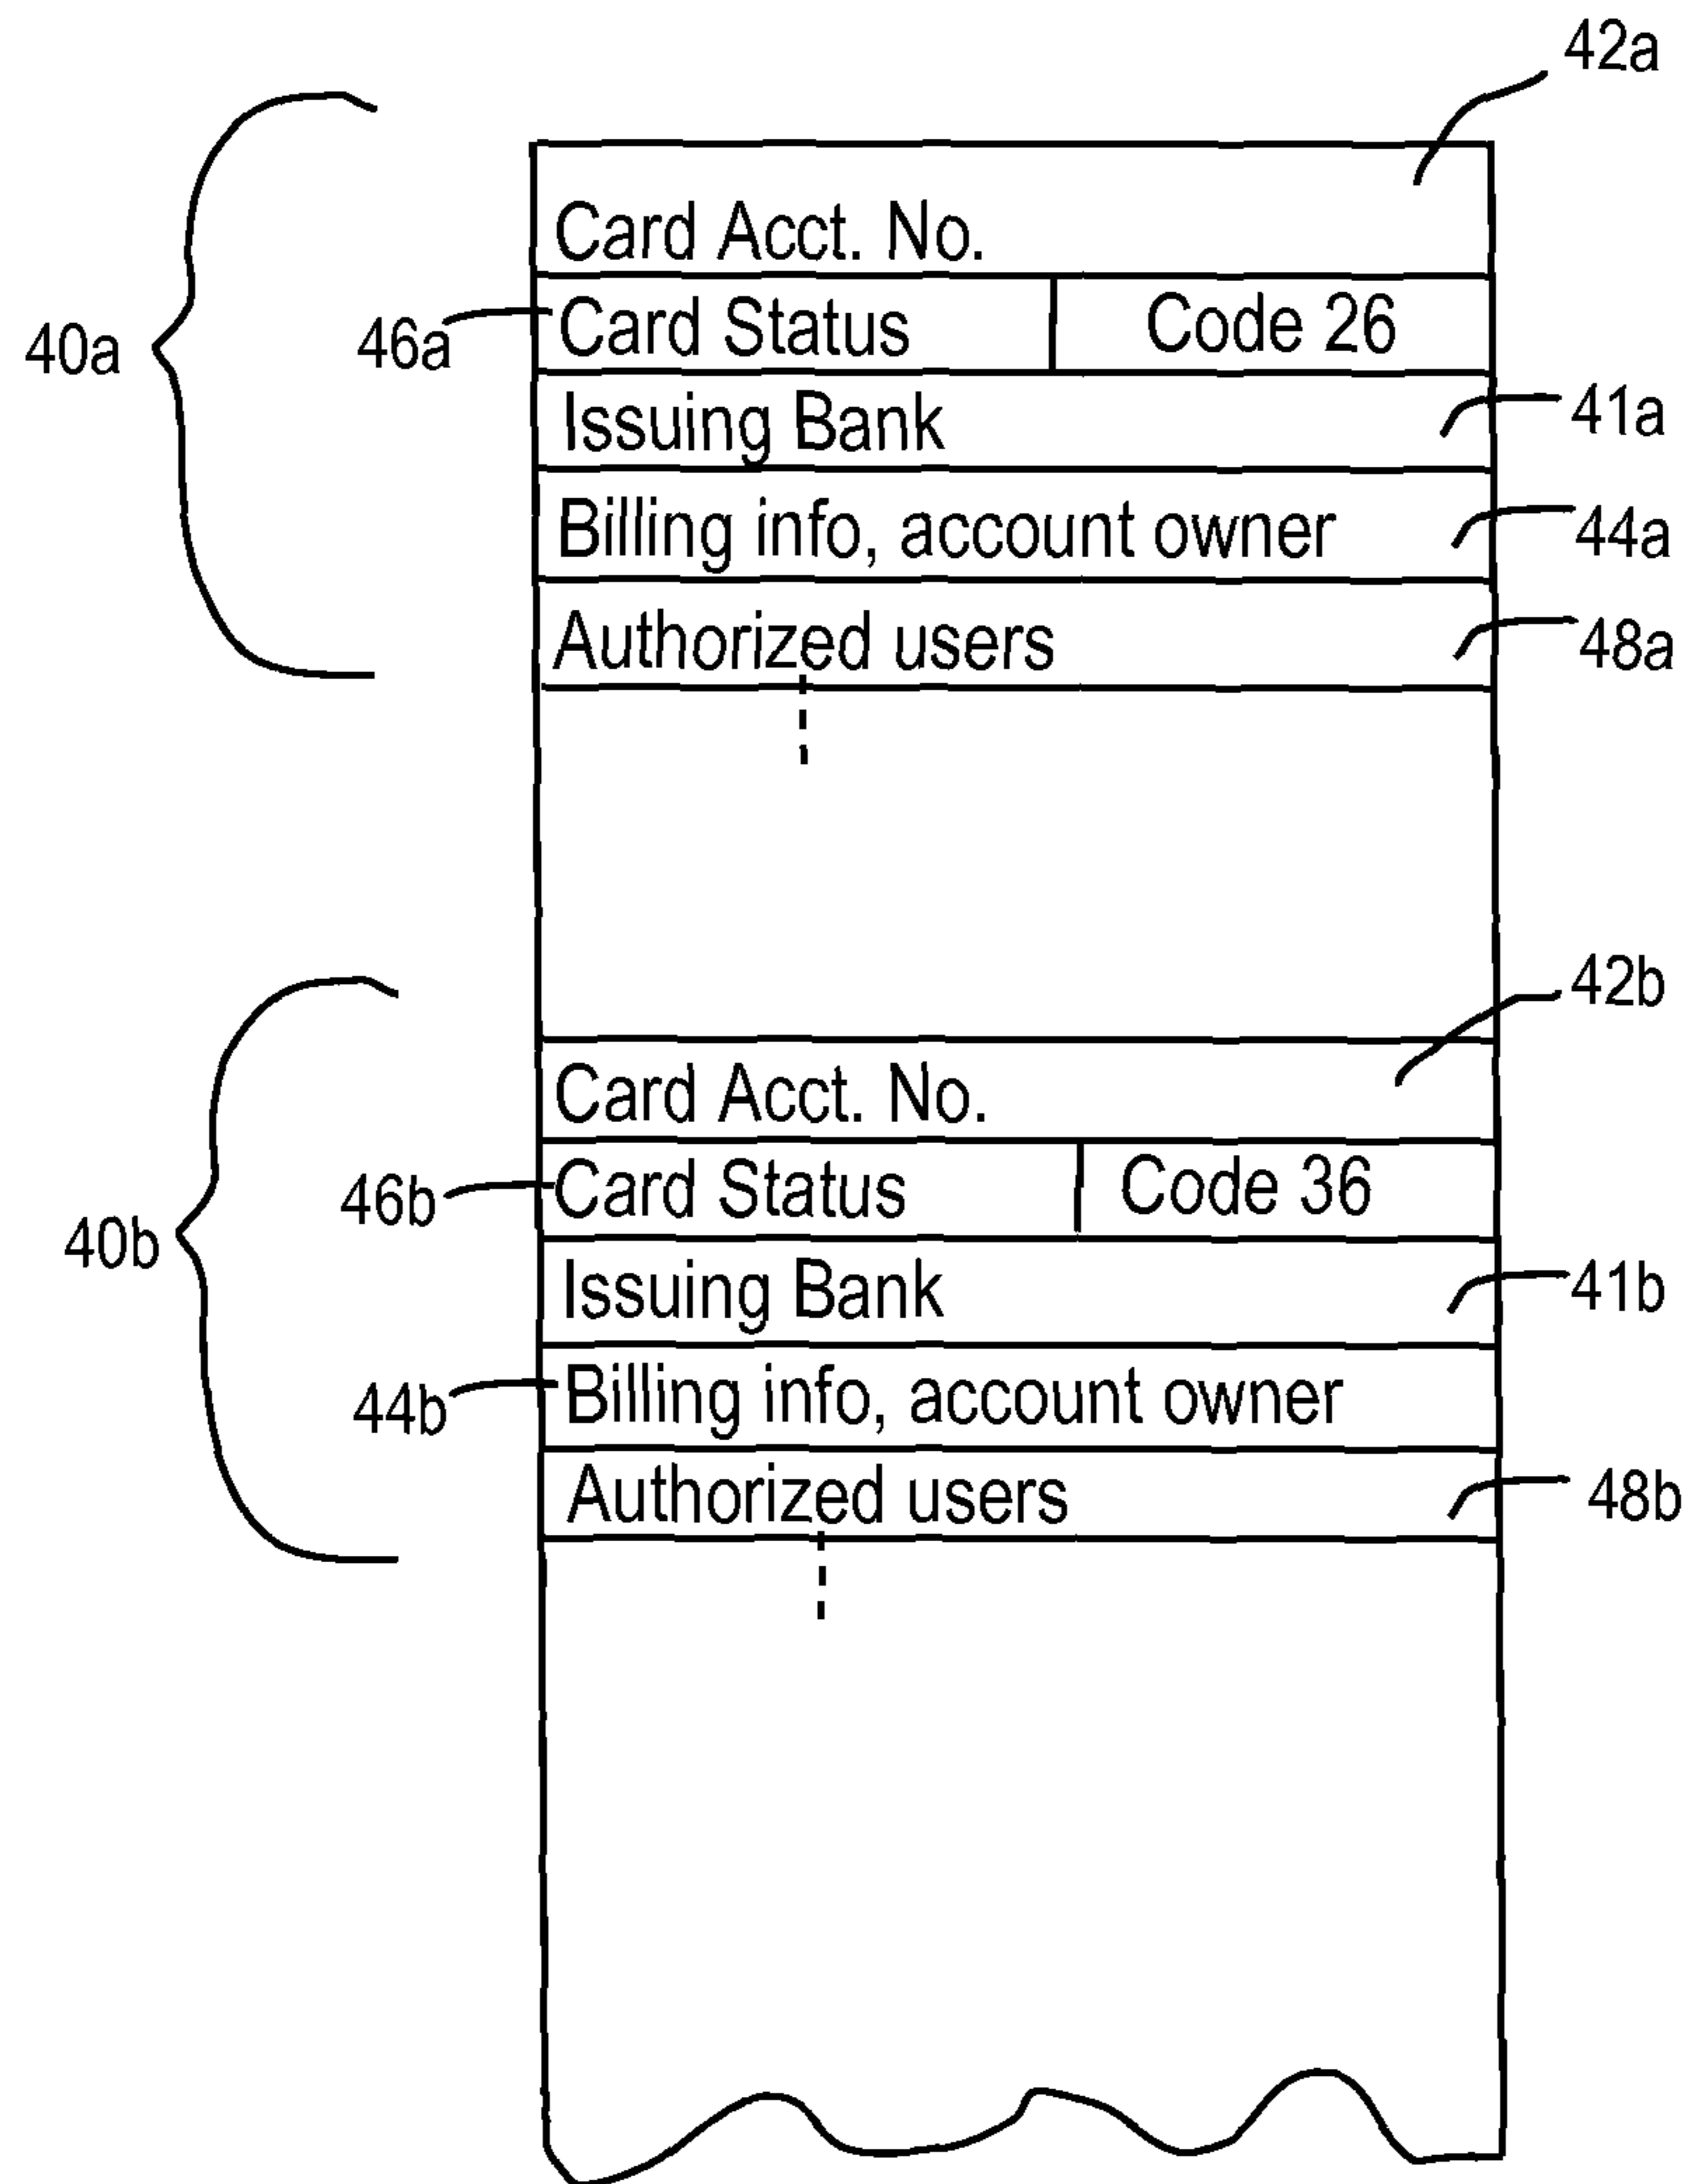 42a
Card Acct. No.
40a
46a
Card Status
Code 26
Issuing Bank
41a
Billing info, account owner
44a
Authorized users
48a
42b
Card Acct. No.
40b
46b
Card Status
Code 36
Issuing Bank
41b
44b
Billing info, account owner
Authorized users
48b